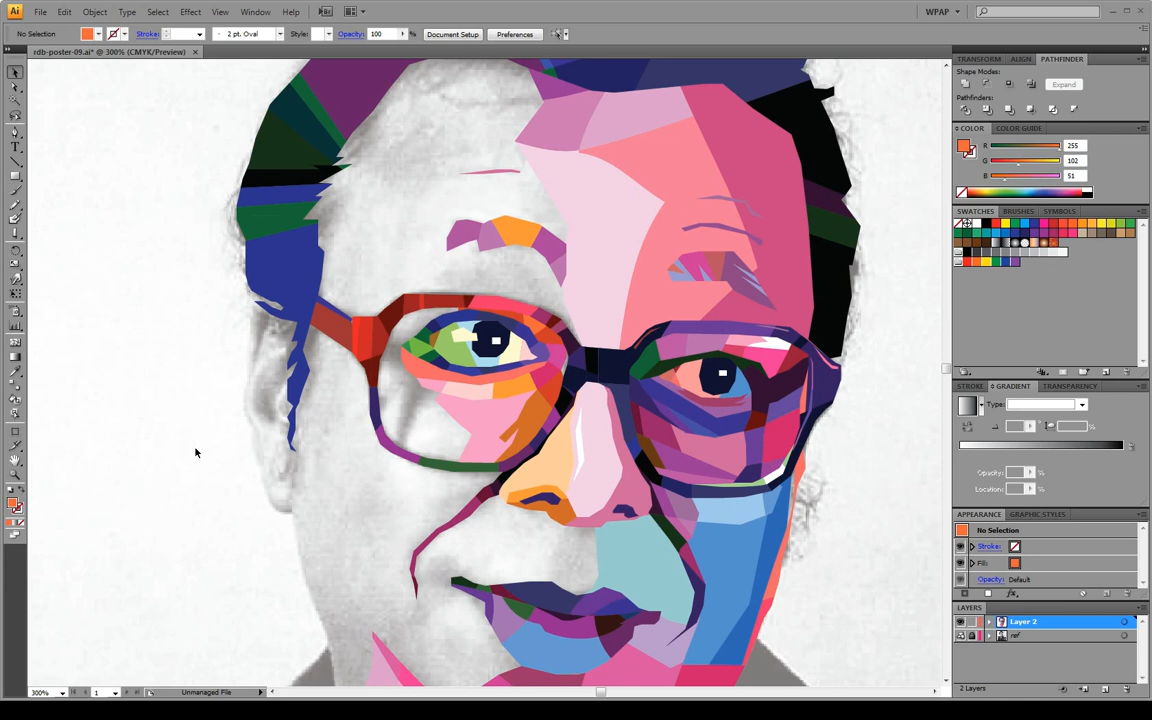 Ai File Edit Object Type Select Effect View Window Help Br WPAP
No Selection Stroke: 2 pt. Oval Style: Opacity: 100 % Document Setup Preferences
rdb-poster-09.ai* @ 300% (CMYK/Preview) ×
TRANSFORM ALIGN PATHFINDER
Shape Modes:
Expand
Pathfinders:
COLOR COLOR GUIDE
R 255
G 102
B 51
SWATCHES BRUSHES SYMBOLS
STROKE GRADIENT TRANSPARENCY
Type:
%
Opacity: %
Location: %
APPEARANCE GRAPHIC STYLES
No Selection
Stroke:
Fill:
Opacity: Default
fx
LAYERS
Layer 2
ref
2 Layers
300% 1 Unmanaged File